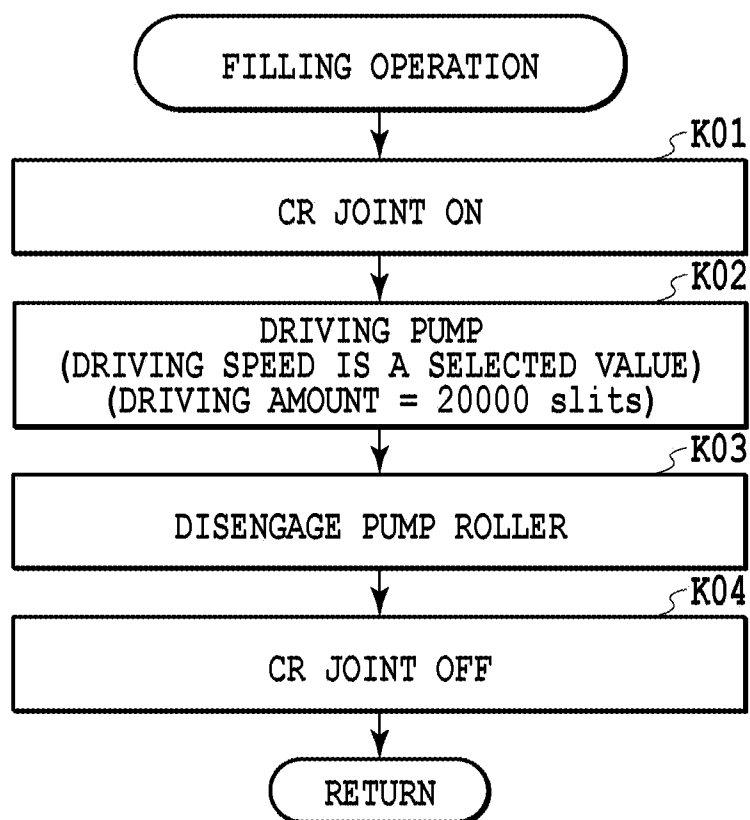 FILLING OPERATION
K01
CR JOINT ON
K02
DRIVING PUMP
(DRIVING SPEED IS A SELECTED VALUE)
(DRIVING AMOUNT = 20000 slits)
K03
DISENGAGE PUMP ROLLER
K04
CR JOINT OFF
RETURN